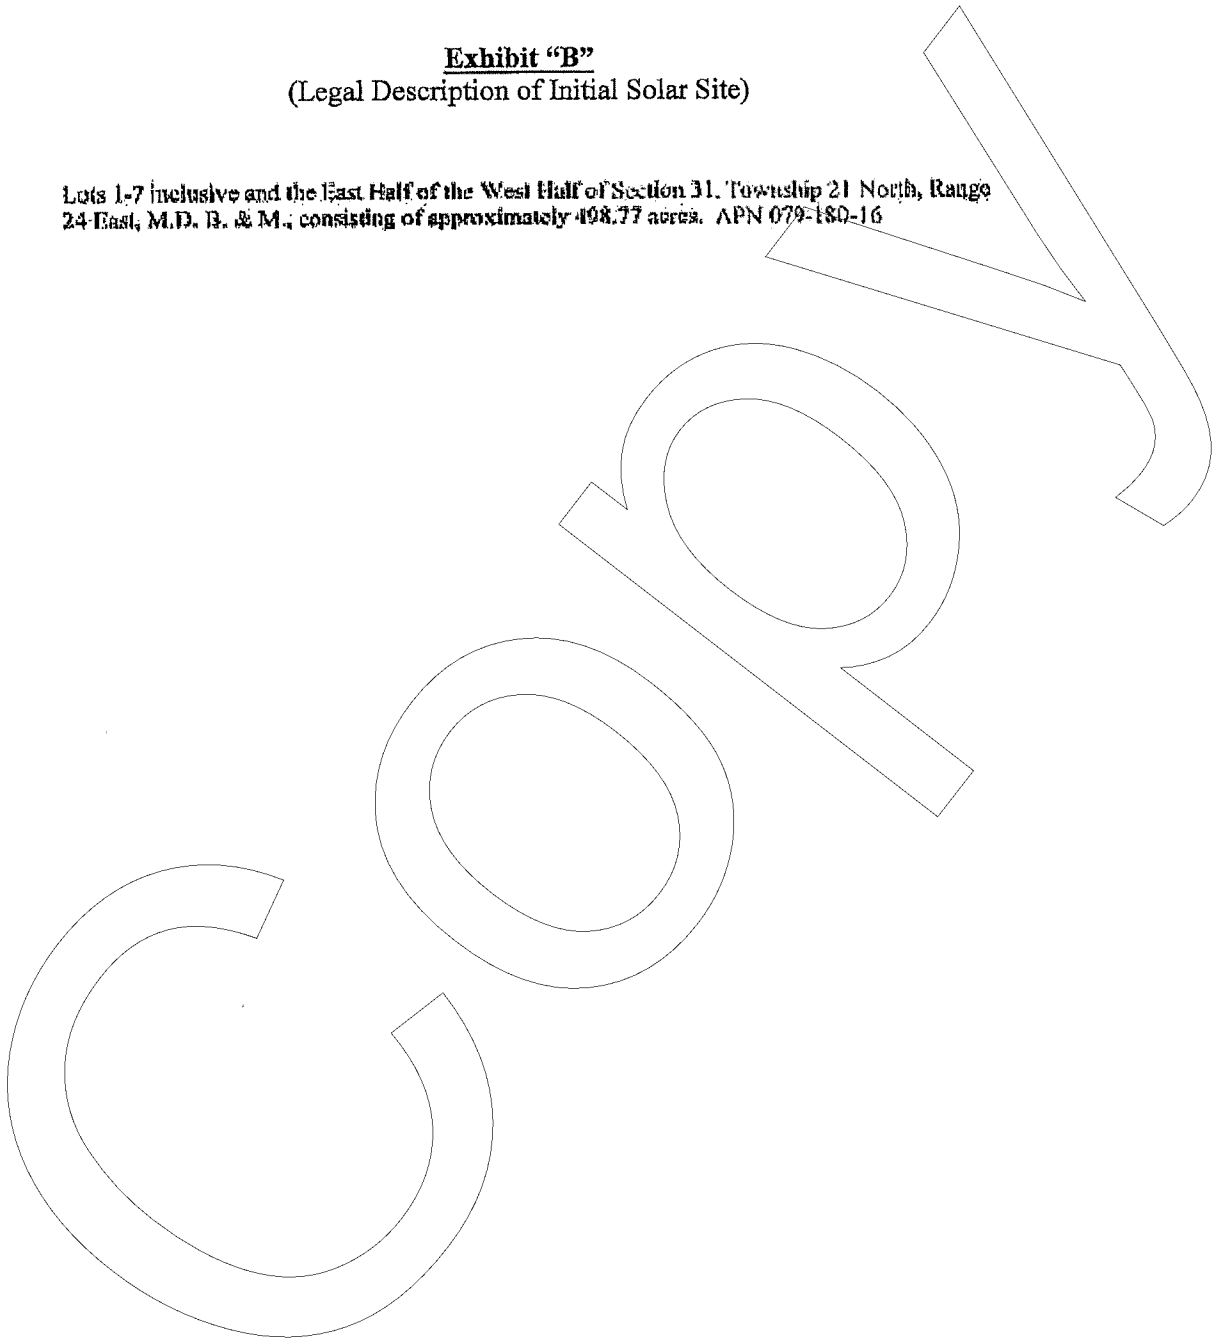 Exhibit “B”
(Legal Description of Initial Solar Site)
Lots 1-7 inclusive and the East Half of the West Half of Section 31, Township 21 North, Range
24 East, M.D. B. & M., consisting of approximately 498.77 acres. APN 079-180-16
Copy